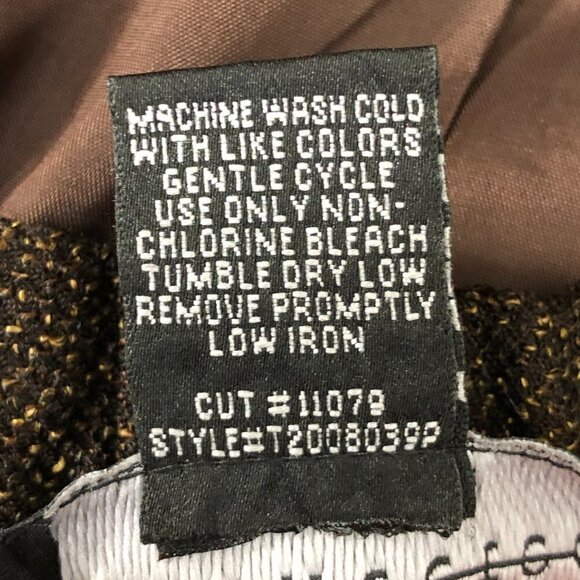 MACHINE WASH COLD
WITH LIKE COLORS
GENTLE CYCLE
USE ONLY NON-
CHLORINE BLEACH
TUMBLE DRY LOW
REMOVE PROMPTLY
LOW IRON
CUT #11079
STYLE#T2008039P